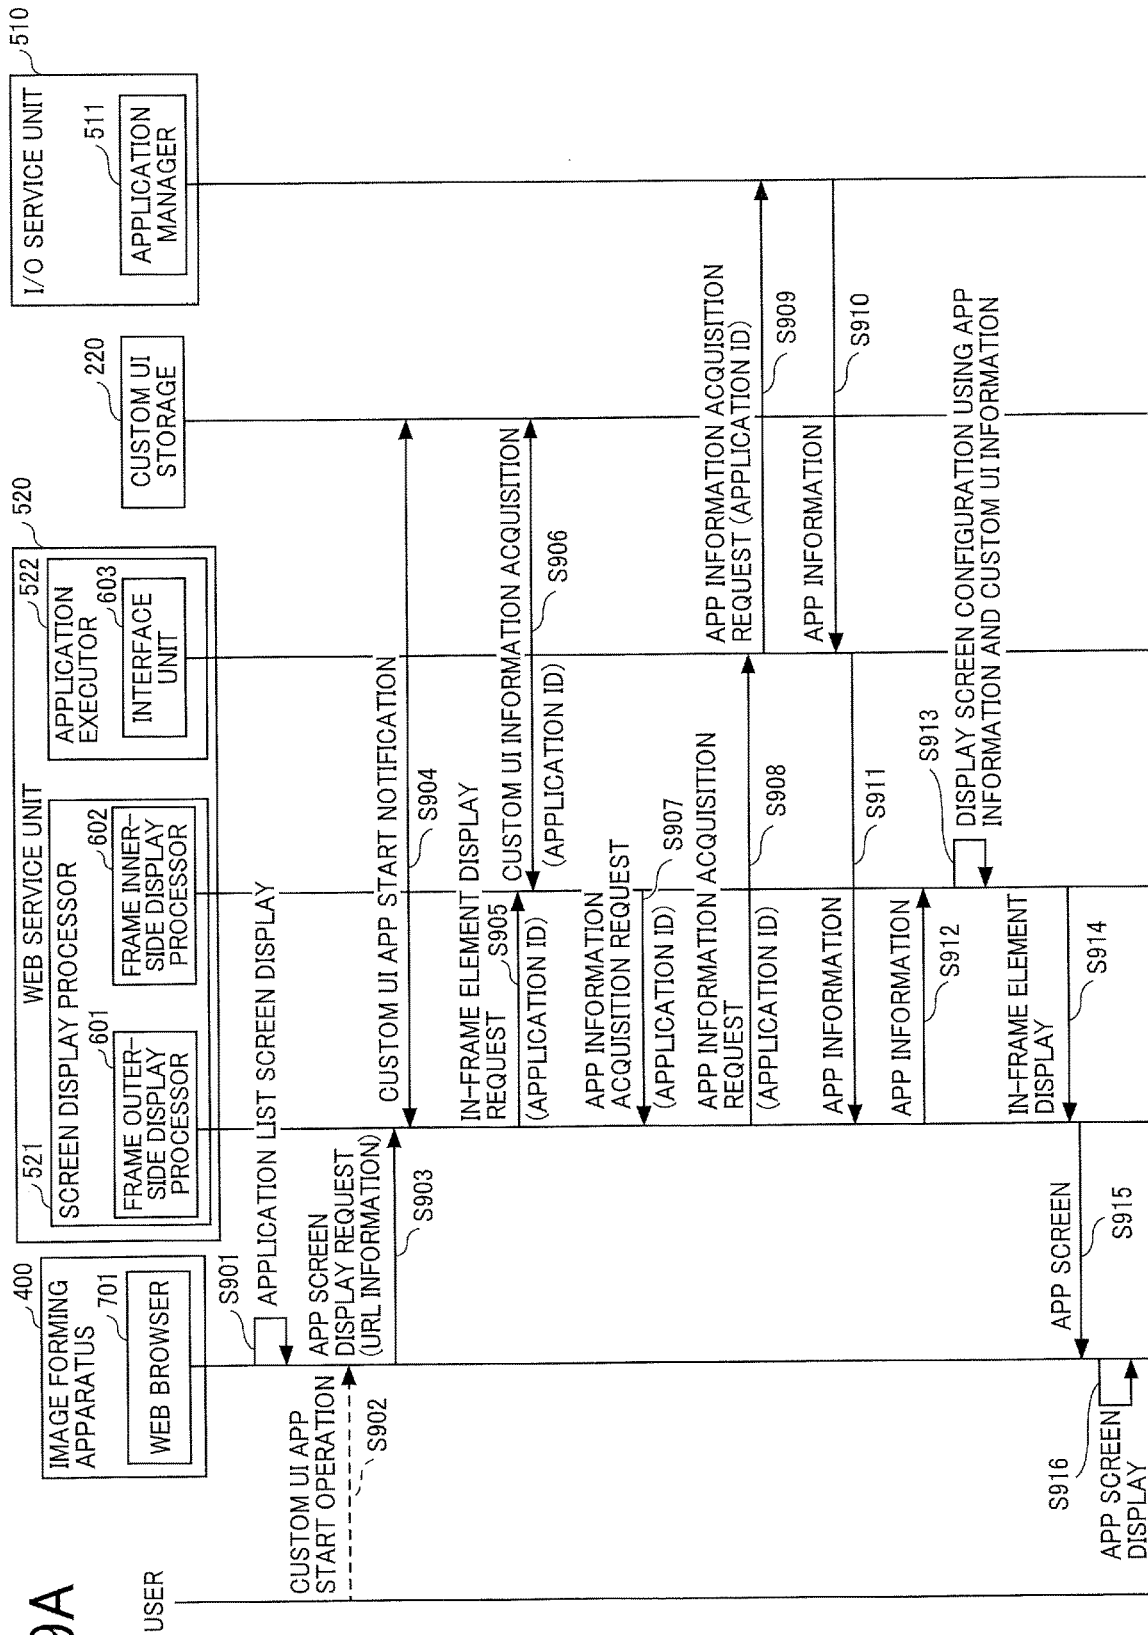 9A
USER
IMAGE FORMING
APPARATUS
400
WEB BROWSER
701
WEB SERVICE UNIT
520
SCREEN DISPLAY PROCESSOR
521
FRAME OUTER-
SIDE DISPLAY
PROCESSOR
601
FRAME INNER-
SIDE DISPLAY
PROCESSOR
602
APPLICATION
EXECUTOR
522
INTERFACE
UNIT
603
CUSTOM UI
STORAGE
220
I/O SERVICE UNIT
510
APPLICATION
MANAGER
511
S901
APPLICATION LIST SCREEN DISPLAY
CUSTOM UI APP
START OPERATION
S902
APP SCREEN
DISPLAY REQUEST
(URL INFORMATION)
S903
CUSTOM UI APP START NOTIFICATION
S904
IN-FRAME ELEMENT DISPLAY
REQUEST
S905
(APPLICATION ID)
CUSTOM UI INFORMATION ACQUISITION
(APPLICATION ID)
S906
APP INFORMATION
ACQUISITION REQUEST
(APPLICATION ID)
S907
APP INFORMATION ACQUISITION
REQUEST
(APPLICATION ID)
S908
APP INFORMATION ACQUISITION
REQUEST (APPLICATION ID)
S909
APP INFORMATION
S910
APP INFORMATION
S911
APP INFORMATION
S912
S913
DISPLAY SCREEN CONFIGURATION USING APP
INFORMATION AND CUSTOM UI INFORMATION
IN-FRAME ELEMENT
DISPLAY
S914
APP SCREEN
S915
S916
APP SCREEN
DISPLAY